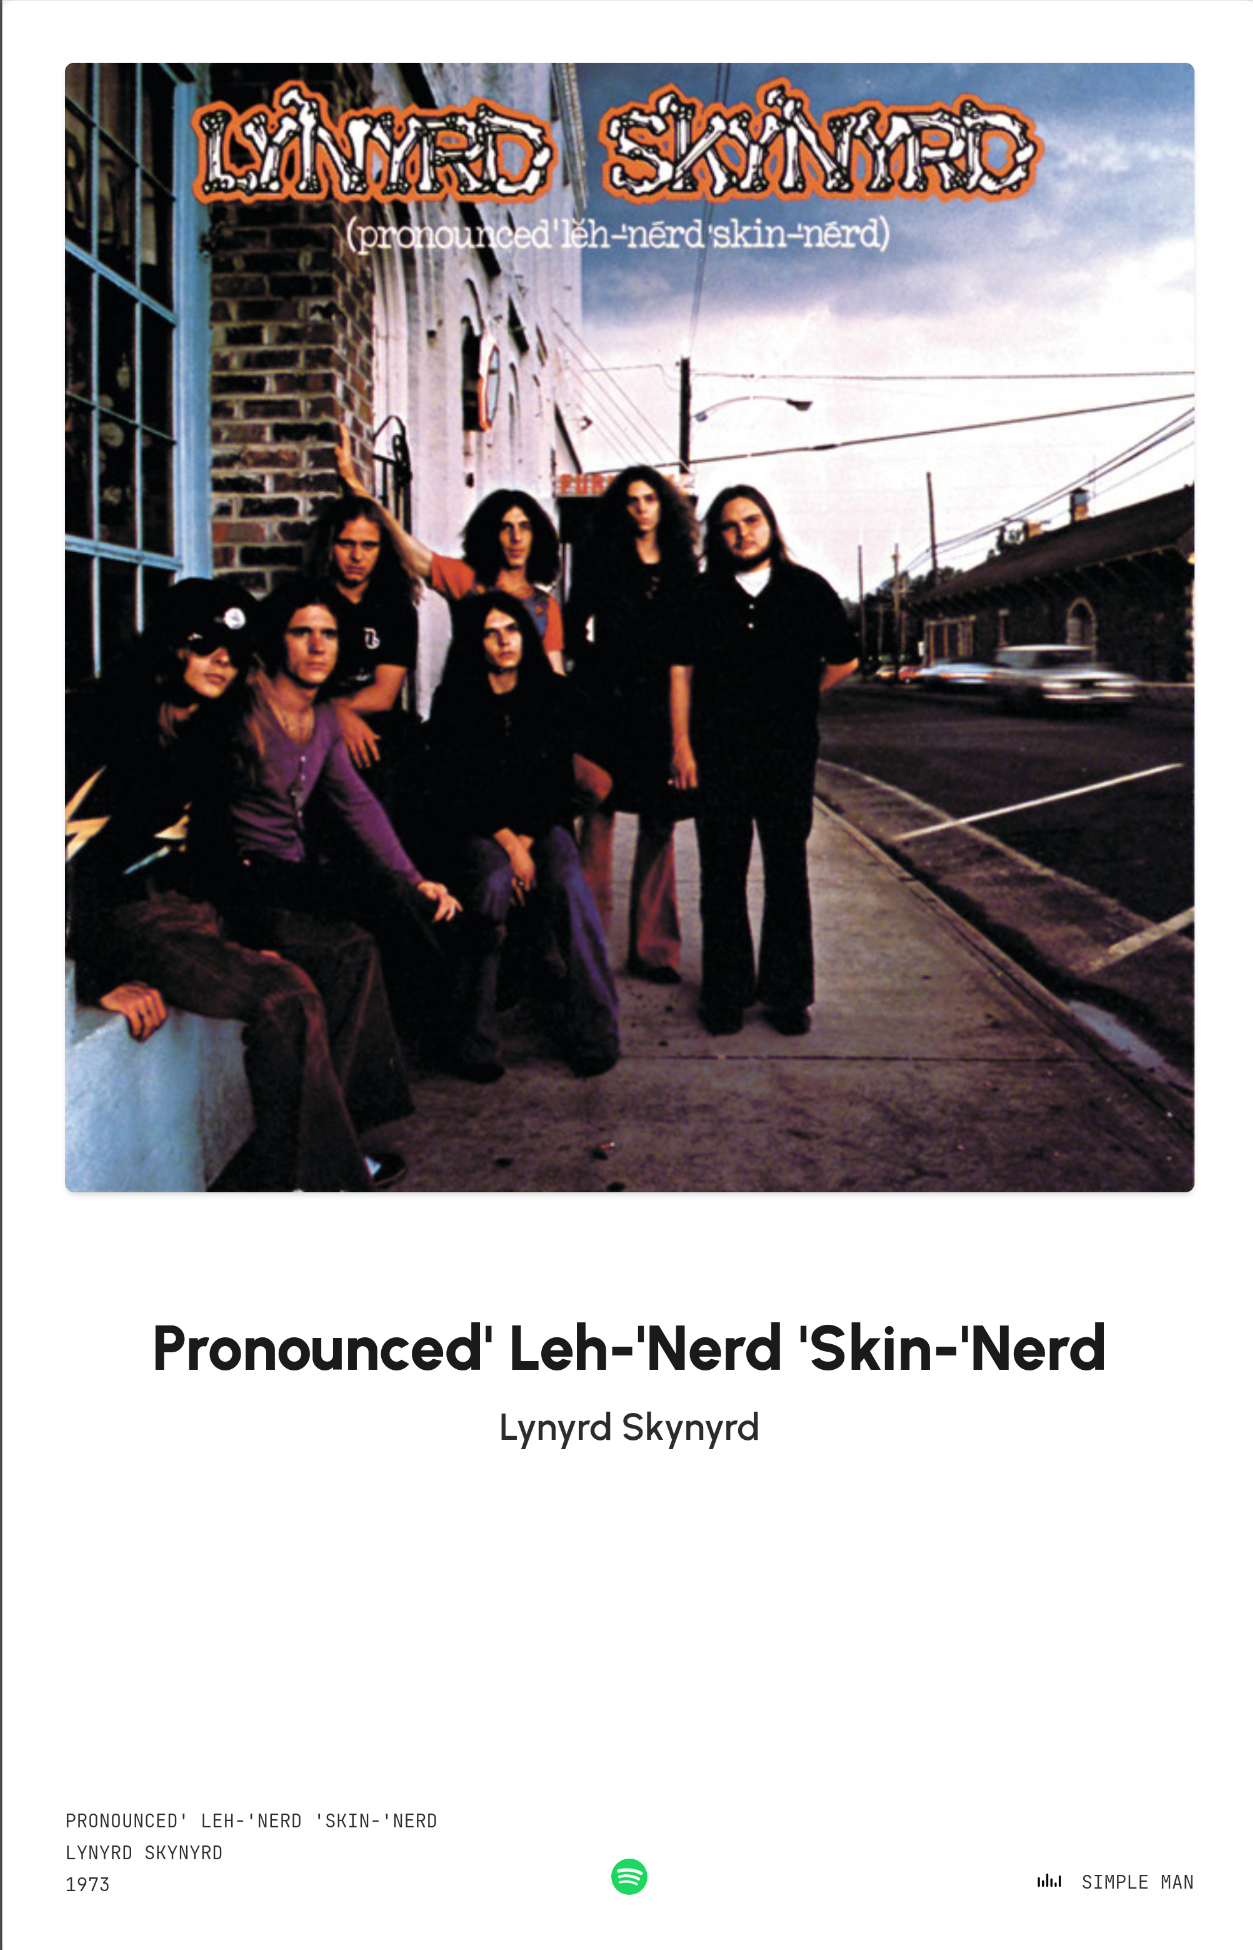 LYNYRD SKYNYRD
(pronounced 'lĕh-'nérd 'skin-'nérd)
Pronounced' Leh-'Nerd 'Skin-'Nerd
Lynyrd Skynyrd
PRONOUNCED' LEH-'NERD 'SKIN-'NERD
LYNYRD SKYNYRD
1973
SIMPLE MAN